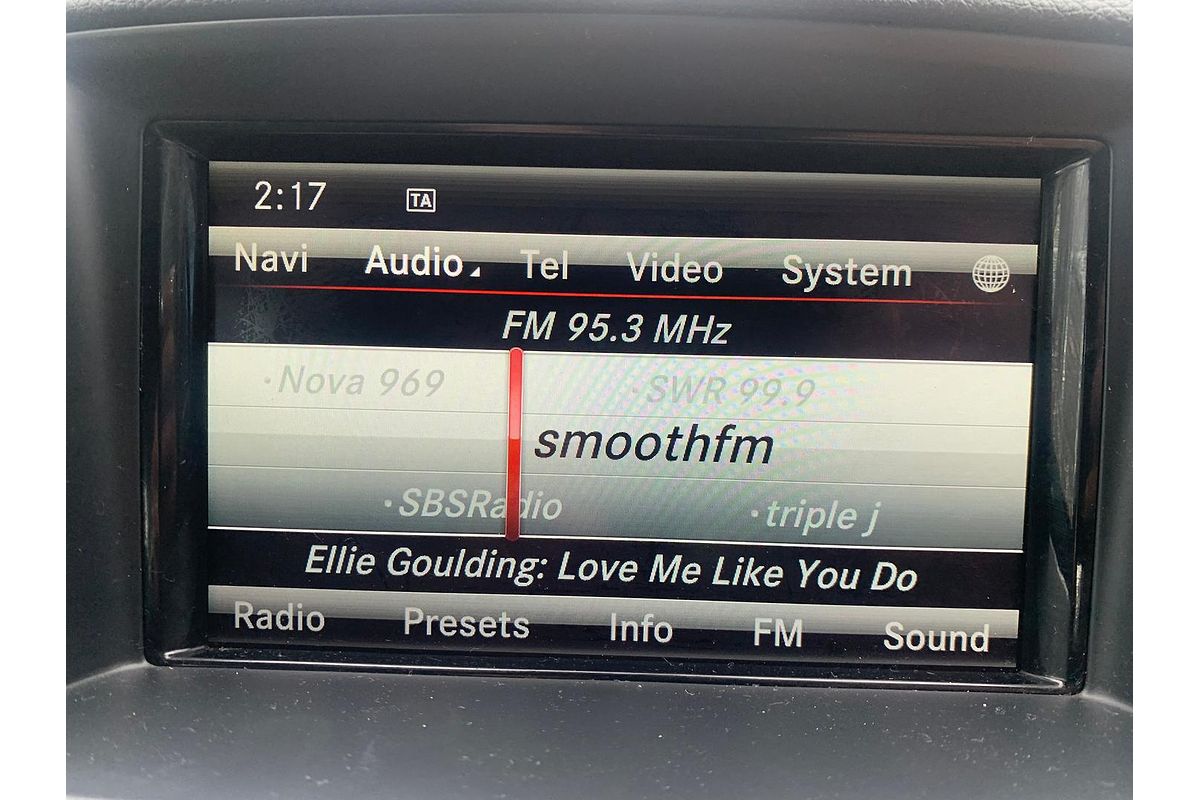 2:17 TA
Navi Audio Tel Video System
FM 95.3 MHz
·Nova 969 ·SWR 99.9
smoothfm
·SBSRadio ·triple j
Ellie Goulding: Love Me Like You Do
Radio Presets Info FM Sound